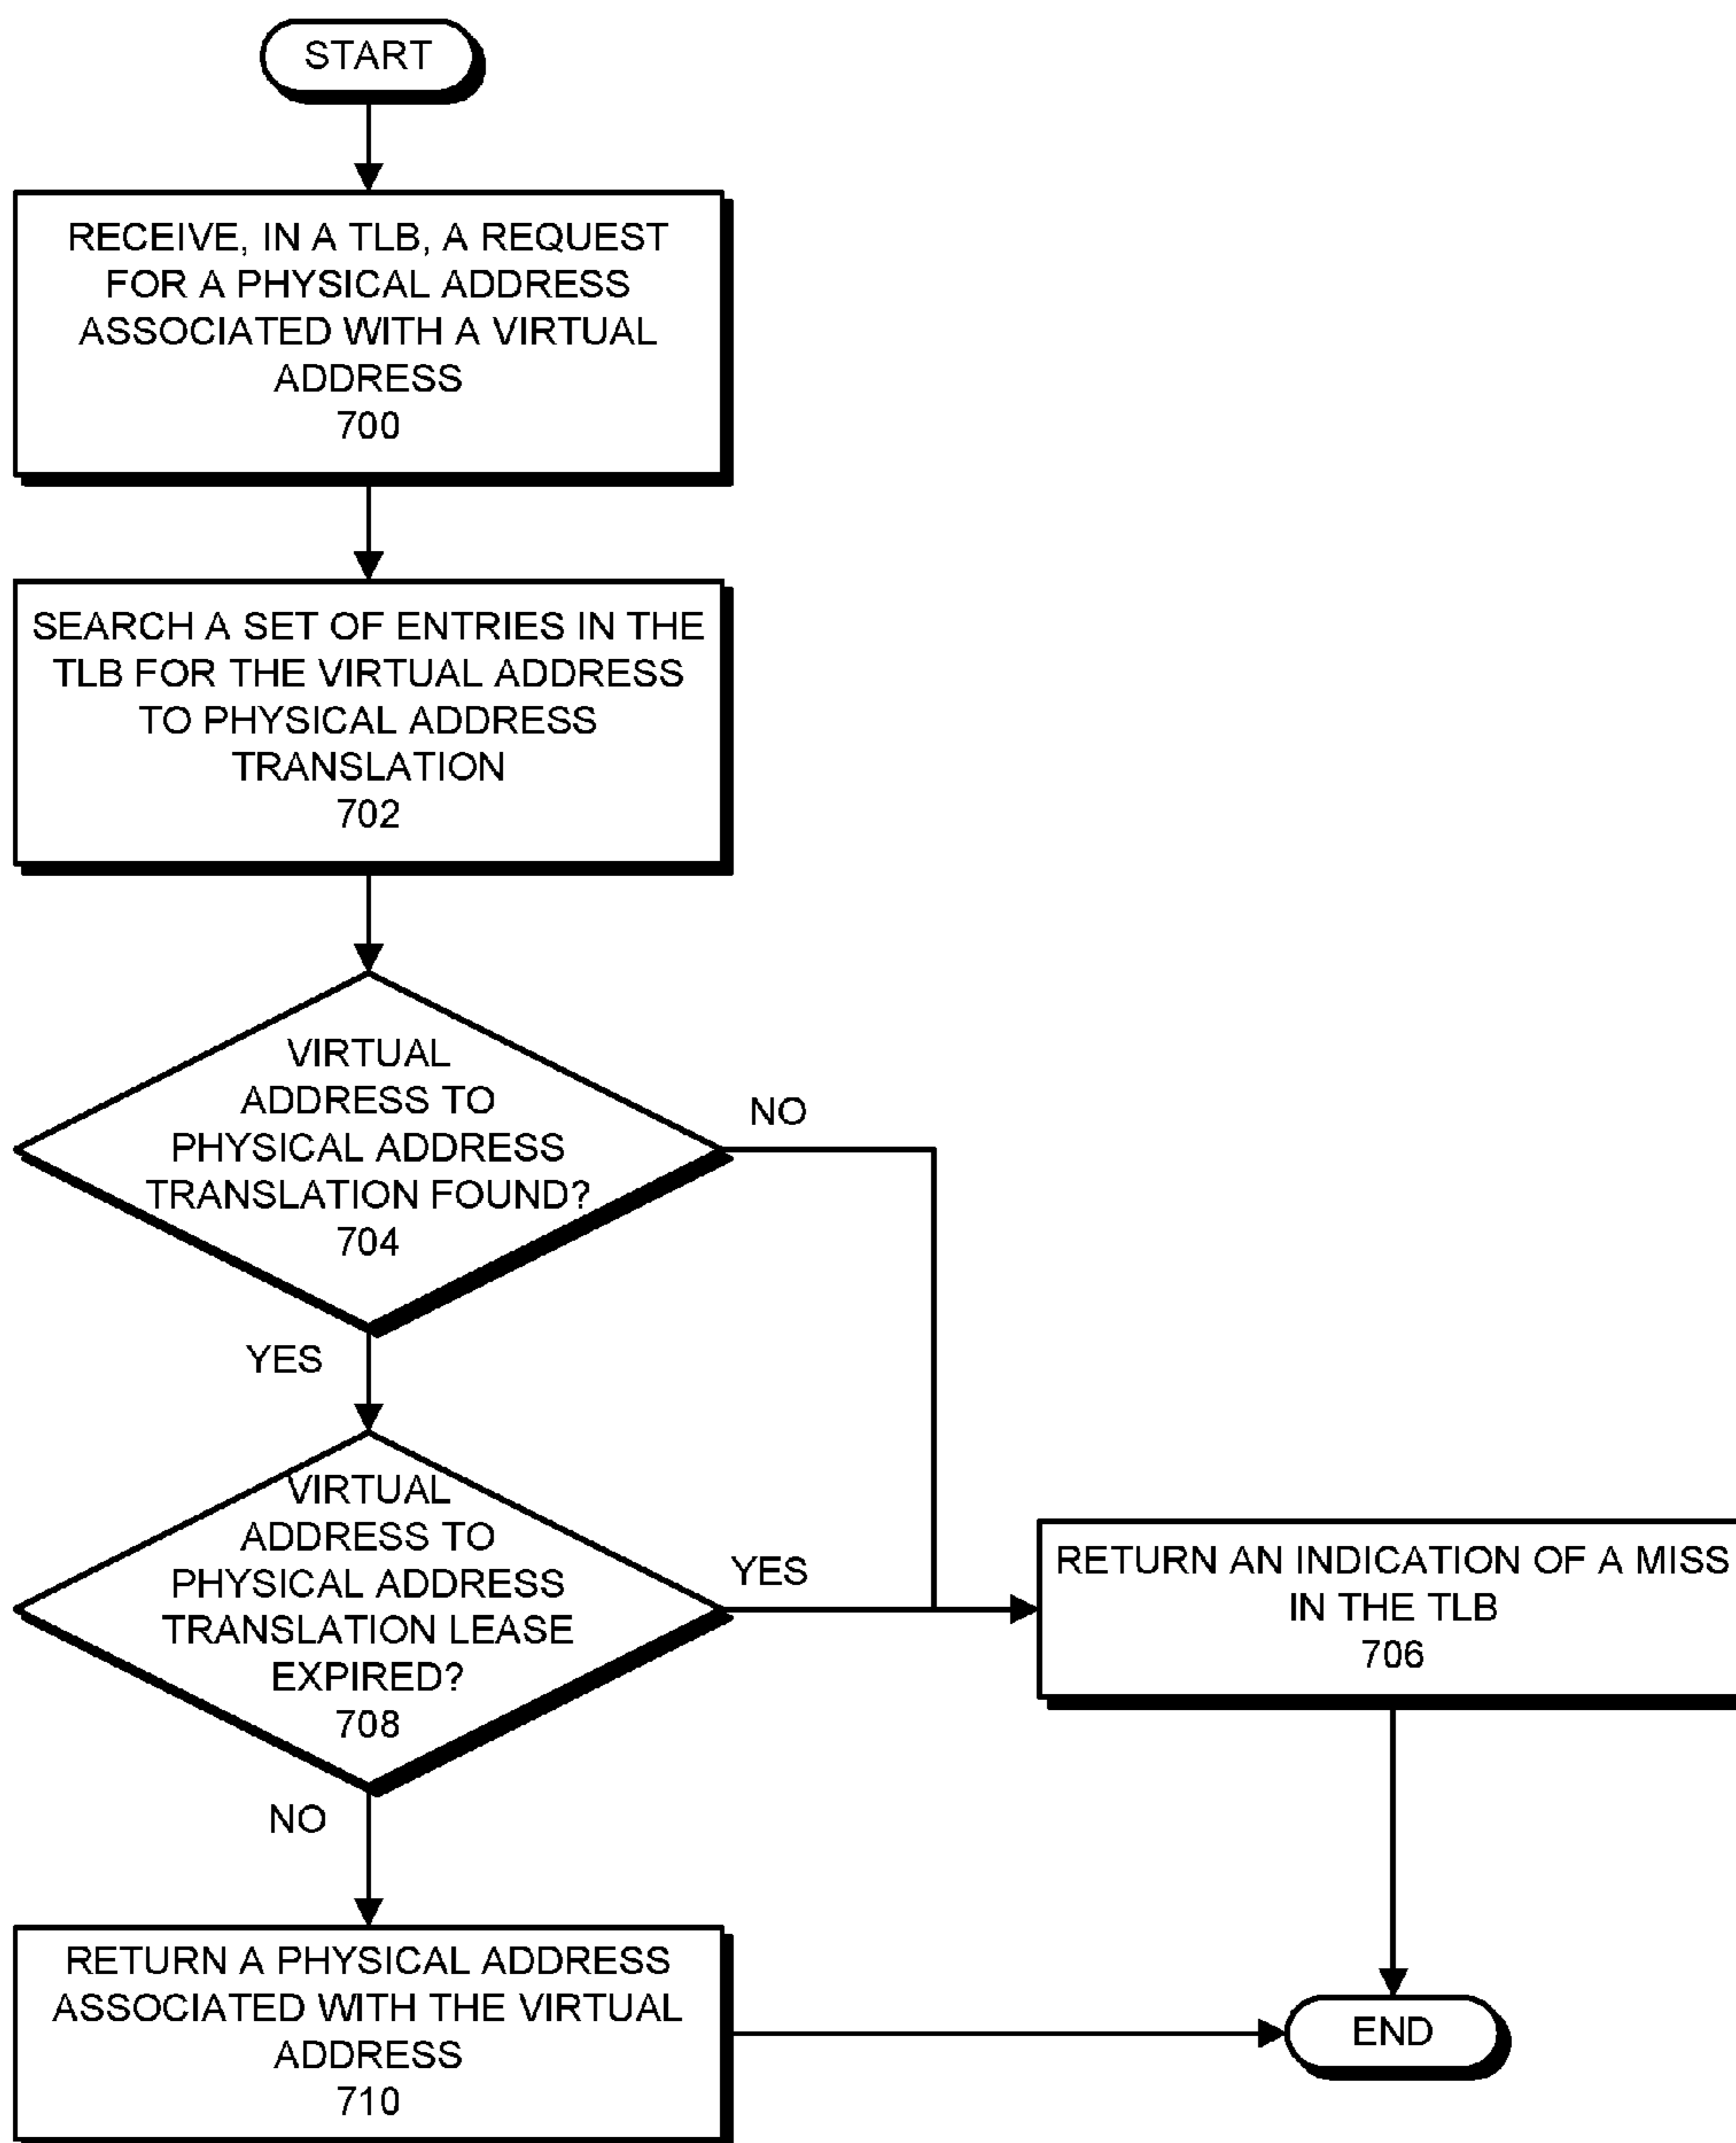 START
RECEIVE, IN A TLB, A REQUEST
FOR A PHYSICAL ADDRESS
ASSOCIATED WITH A VIRTUAL
ADDRESS
700
SEARCH A SET OF ENTRIES IN THE
TLB FOR THE VIRTUAL ADDRESS
TO PHYSICAL ADDRESS
TRANSLATION
702
VIRTUAL
ADDRESS TO
PHYSICAL ADDRESS
TRANSLATION FOUND?
704
NO
YES
VIRTUAL
ADDRESS TO
PHYSICAL ADDRESS
TRANSLATION LEASE
EXPIRED?
708
YES
RETURN AN INDICATION OF A MISS
IN THE TLB
706
NO
RETURN A PHYSICAL ADDRESS
ASSOCIATED WITH THE VIRTUAL
ADDRESS
710
END